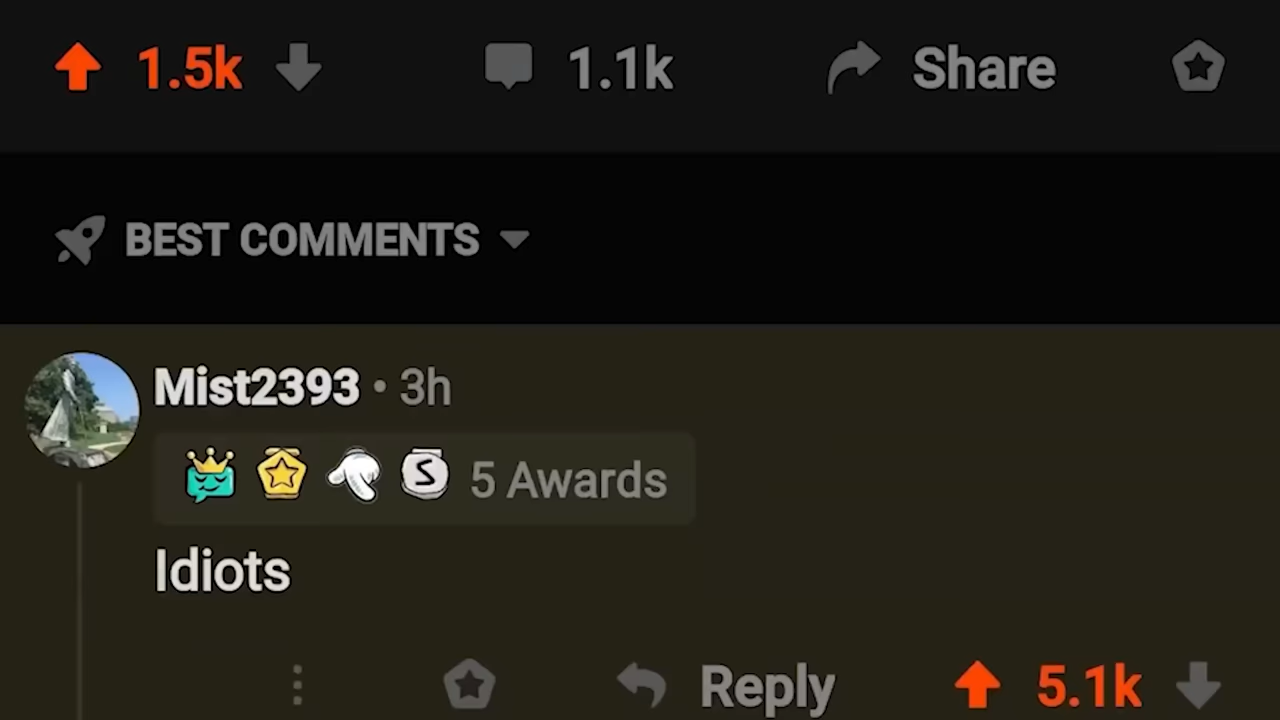 1.5k 1.1k Share
BEST COMMENTS
Mist2393 • 3h
S 5 Awards
Idiots
Reply 5.1k